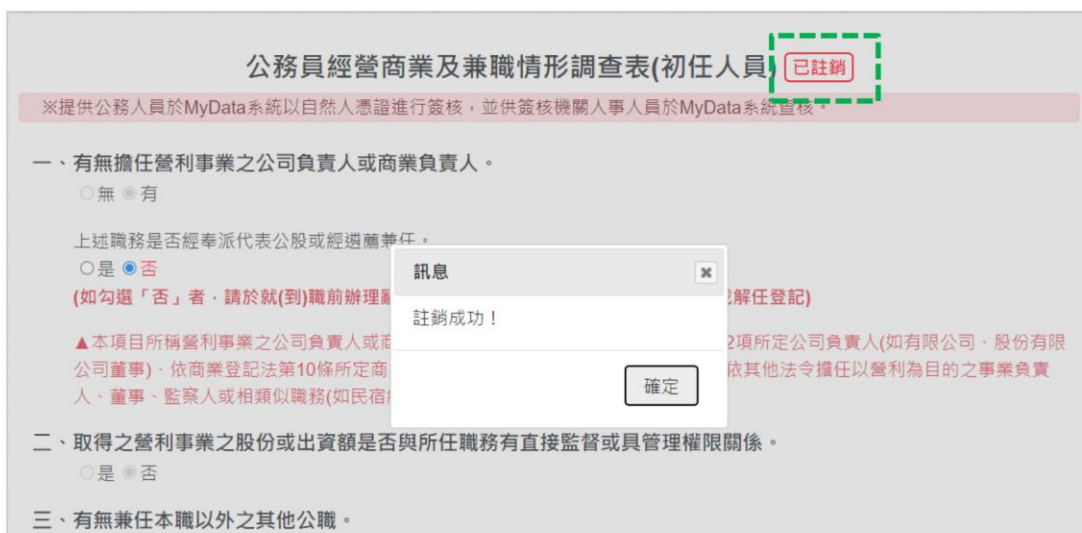 公務員經營商業及兼職情形調查表(初任人員) 已註銷
※提供公務人員於MyData系統以自然人憑證進行簽核，並供簽核機關人事人員於MyData系統查核。
一、有無擔任營利事業之公司負責人或商業負責人。
無 有
上述職務是否經奉派代表公股或經遴薦兼任。
是 否
(如勾選「否」者，請於就(到)職前辦理 解任登記)
▲本項目所稱營利事業之公司負責人或 2項所定公司負責人(如有限公司、股份有限
公司董事)、依商業登記法第10條所定商 依其他法令擔任以營利為目的之事業負責
人、董事、監察人或相類似職務(如民宿
訊息
註銷成功！
確定
二、取得之營利事業之股份或出資額是否與所任職務有直接監督或具管理權限關係。
是 否
三、有無兼任本職以外之其他公職。